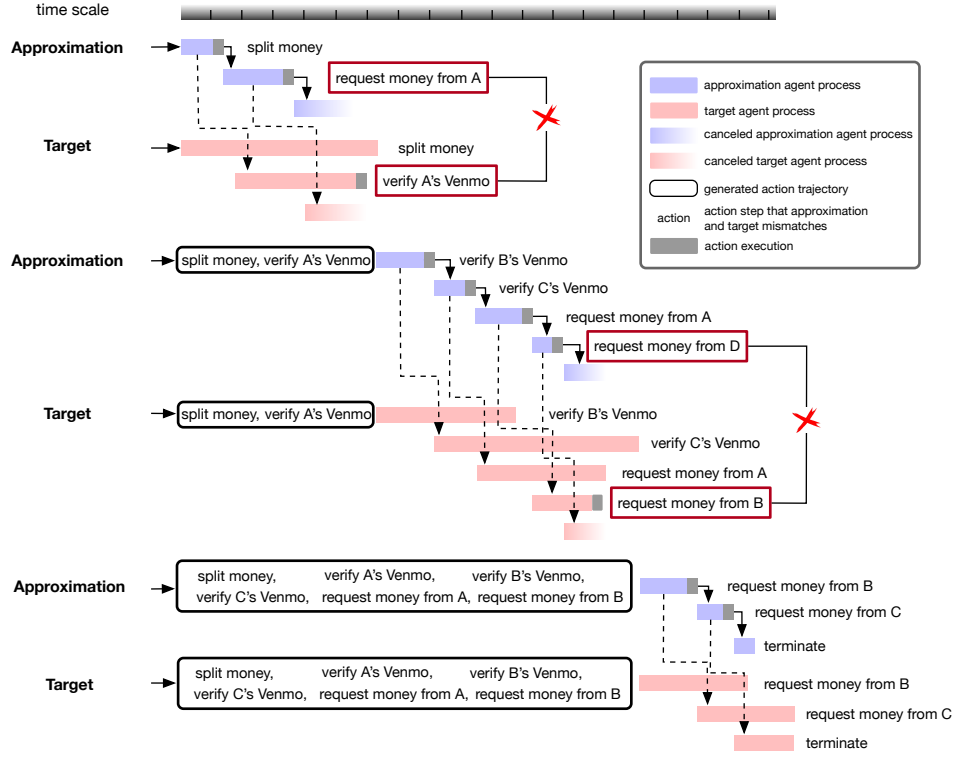 time scale
Approximation
split money
request money from A
Target
split money
verify A's Venmo
approximation agent process
target agent process
canceled approximation agent process
canceled target agent process
generated action trajectory
action
action step that approximation
and target mismatches
action execution
Approximation
split money, verify A's Venmo
verify B's Venmo
verify C's Venmo
request money from A
request money from D
Target
split money, verify A's Venmo
verify B's Venmo
verify C's Venmo
request money from A
request money from B
Approximation
split money, verify A's Venmo, verify B's Venmo,
verify C's Venmo, request money from A, request money from B
request money from B
request money from C
terminate
Target
split money, verify A's Venmo, verify B's Venmo,
verify C's Venmo, request money from A, request money from B
request money from B
request money from C
terminate